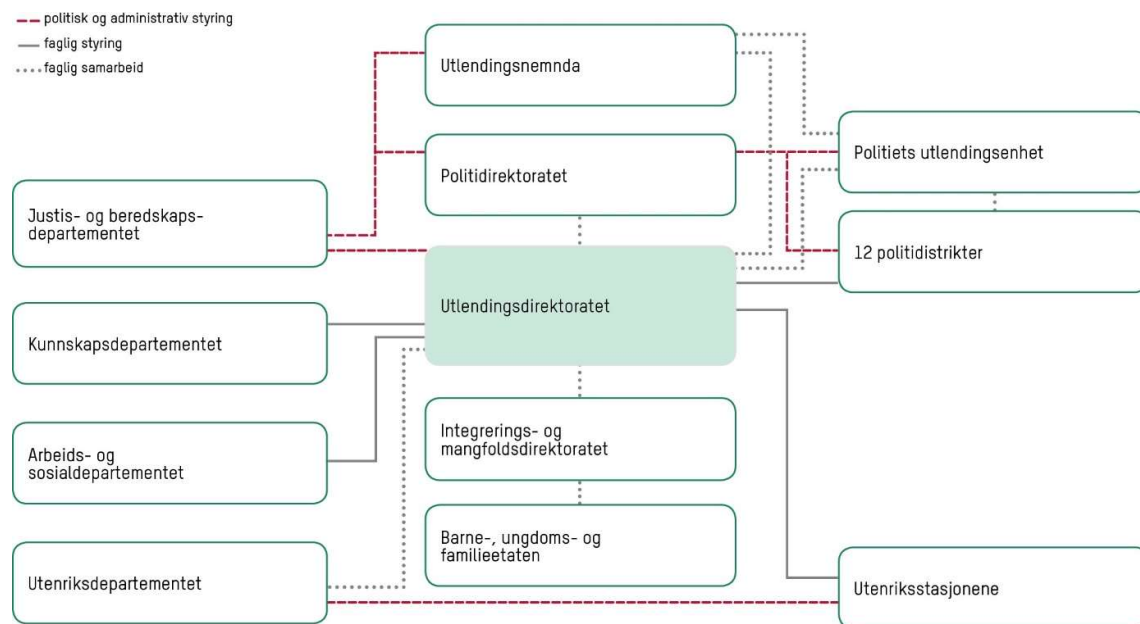 politisk og administrativ styring
faglig styring
faglig samarbeid
Utlendingsnemnda
Politiets utlendingsenhet
Politidirektoratet
Justis- og beredskaps-
departementet
12 politidistrikter
Utlendingsdirektoratet
Kunnskapsdepartementet
Integrerings- og
mangfoldsdirektoratet
Arbeids- og
sosialdepartementet
Barne-, ungdoms- og
familieetaten
Utenriksdepartementet
Utenriksstasjonene